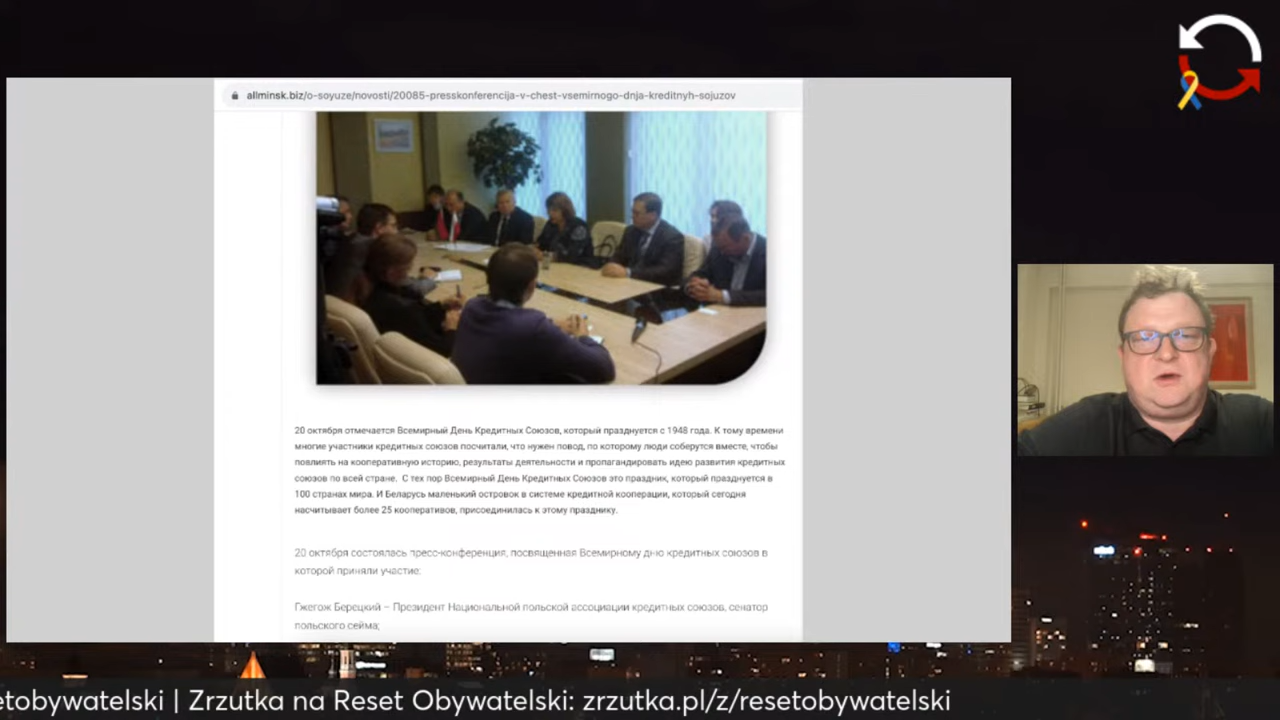 allminsk.biz/o-soyuze/novosti/20085-presskonferencija-v-chest-vsemirnogo-dnja-kreditnyh-sojuzov
20 октября отмечается Всемирный День Кредитных Союзов, который празднуется с 1948 года. К тому времени
многие участники кредитных союзов посчитали, что нужен повод, по которому люди соберутся вместе, чтобы
повлиять на кооперативную историю, результаты деятельности и пропагандировать идею развития кредитных
союзов по всей стране. С тех пор Всемирный День Кредитных Союзов это праздник, который празднуется в
100 странах мира. И Беларусь маленький островок в системе кредитной кооперации, который сегодня
насчитывает более 25 кооперативов, присоединилась к этому празднику.
20 октября состоялась пресс-конференция, посвященная Всемирному дню кредитных союзов в
которой приняли участие:
Гжегож Берецкий – Президент Национальной польской ассоциации кредитных союзов, сенатор
польского сейма;
etobywatelski | Zrzutka na Reset Obywatelski: zrzutka.pl/z/resetobywatelski